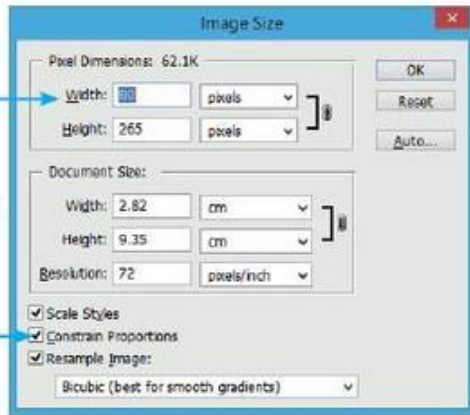 Image Size
Pixel Dimensions: 62.1K
Width: 80 pixels
Height: 265 pixels
OK
Reset
Auto...
Document Size:
Width: 2.82 cm
Height: 9.35 cm
Resolution: 72 pixels/inch
Scale Styles
Constrain Proportions
Resample Image:
Bicubic (best for smooth gradients)